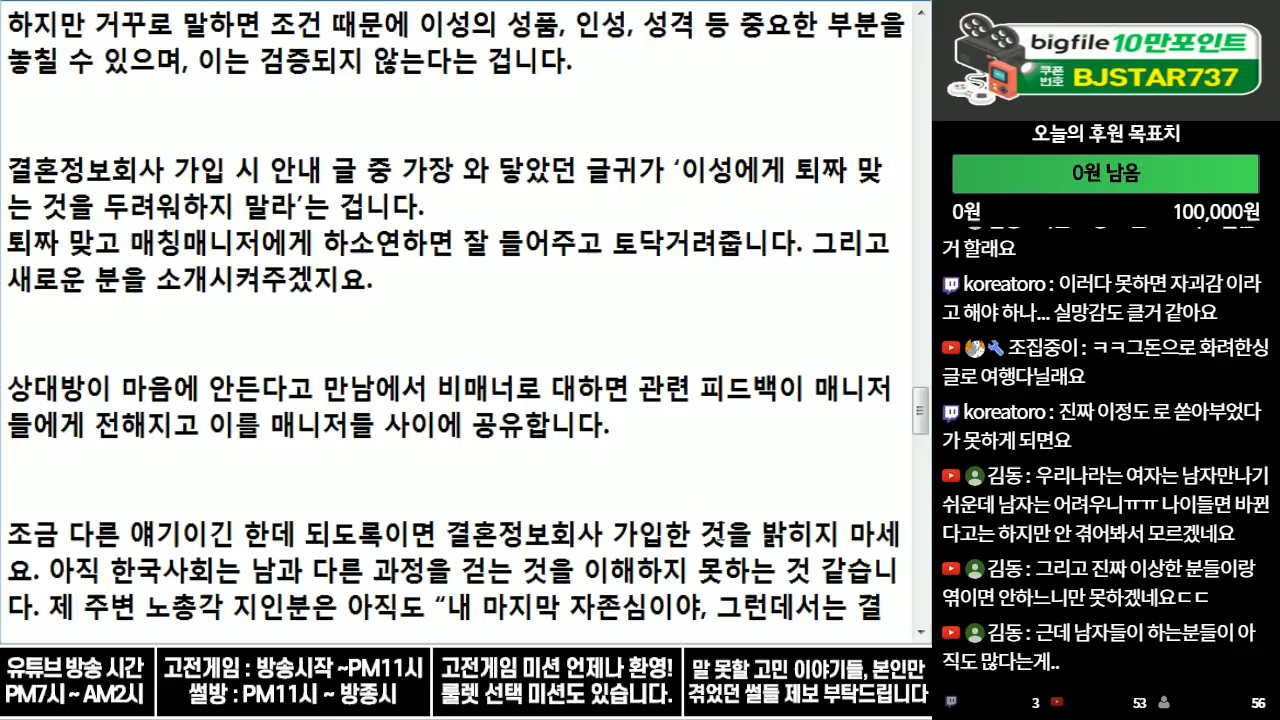 하지만 거꾸로 말하면 조건 때문에 이성의 성품, 인성, 성격 등 중요한 부분을
놓칠 수 있으며, 이는 검증되지 않는다는 겁니다.
결혼정보회사 가입 시 안내 글 중 가장 와 닿았던 글귀가 ‘이성에게 퇴짜 맞
는 것을 두려워하지 말라’는 겁니다.
퇴짜 맞고 매칭매니저에게 하소연하면 잘 들어주고 토닥거려줍니다. 그리고
새로운 분을 소개시켜주겠지요.
상대방이 마음에 안든다고 만남에서 비매너로 대하면 관련 피드백이 매니저
들에게 전해지고 이를 매니저들 사이에 공유합니다.
조금 다른 얘기이긴 한데 되도록이면 결혼정보회사 가입한 것을 밝히지 마세
요. 아직 한국사회는 남과 다른 과정을 걷는 것을 이해하지 못하는 것 같습니
다. 제 주변 노총각 지인분은 아직도 “내 마지막 자존심이야, 그런데서는 결
bigfile 10만포인트
쿠폰
번호 BJSTAR737
오늘의 후원 목표치
0원 남음
0원 100,000원
거 할래요
koreatoro : 이러다 못하면 자괴감 이라
고 해야 하나... 실망감도 클거 같아요
조집중이 : ㅋㅋ그돈으로 화려한싱
글로 여행다닐래요
koreatoro : 진짜 이정도 로 쏟아부었다
가 못하게 되면요
김동 : 우리나라는 여자는 남자만나기
쉬운데 남자는 어려우니ㅠㅠ 나이들면 바뀐
다고는 하지만 안 겪어봐서 모르겠네요
김동 : 그리고 진짜 이상한 분들이랑
엮이면 안하느니만 못하겠네요ㄷㄷ
김동 : 근데 남자들이 하는분들이 아
직도 많다는게..
3 53 56
유튜브 방송 시간
PM7시 ~ AM2시
고전게임 : 방송시작 ~PM11시
썰방 : PM11시 ~ 방종시
고전게임 미션 언제나 환영!
룰렛 선택 미션도 있습니다.
말 못할 고민 이야기들, 본인만
겪었던 썰들 제보 부탁드립니다